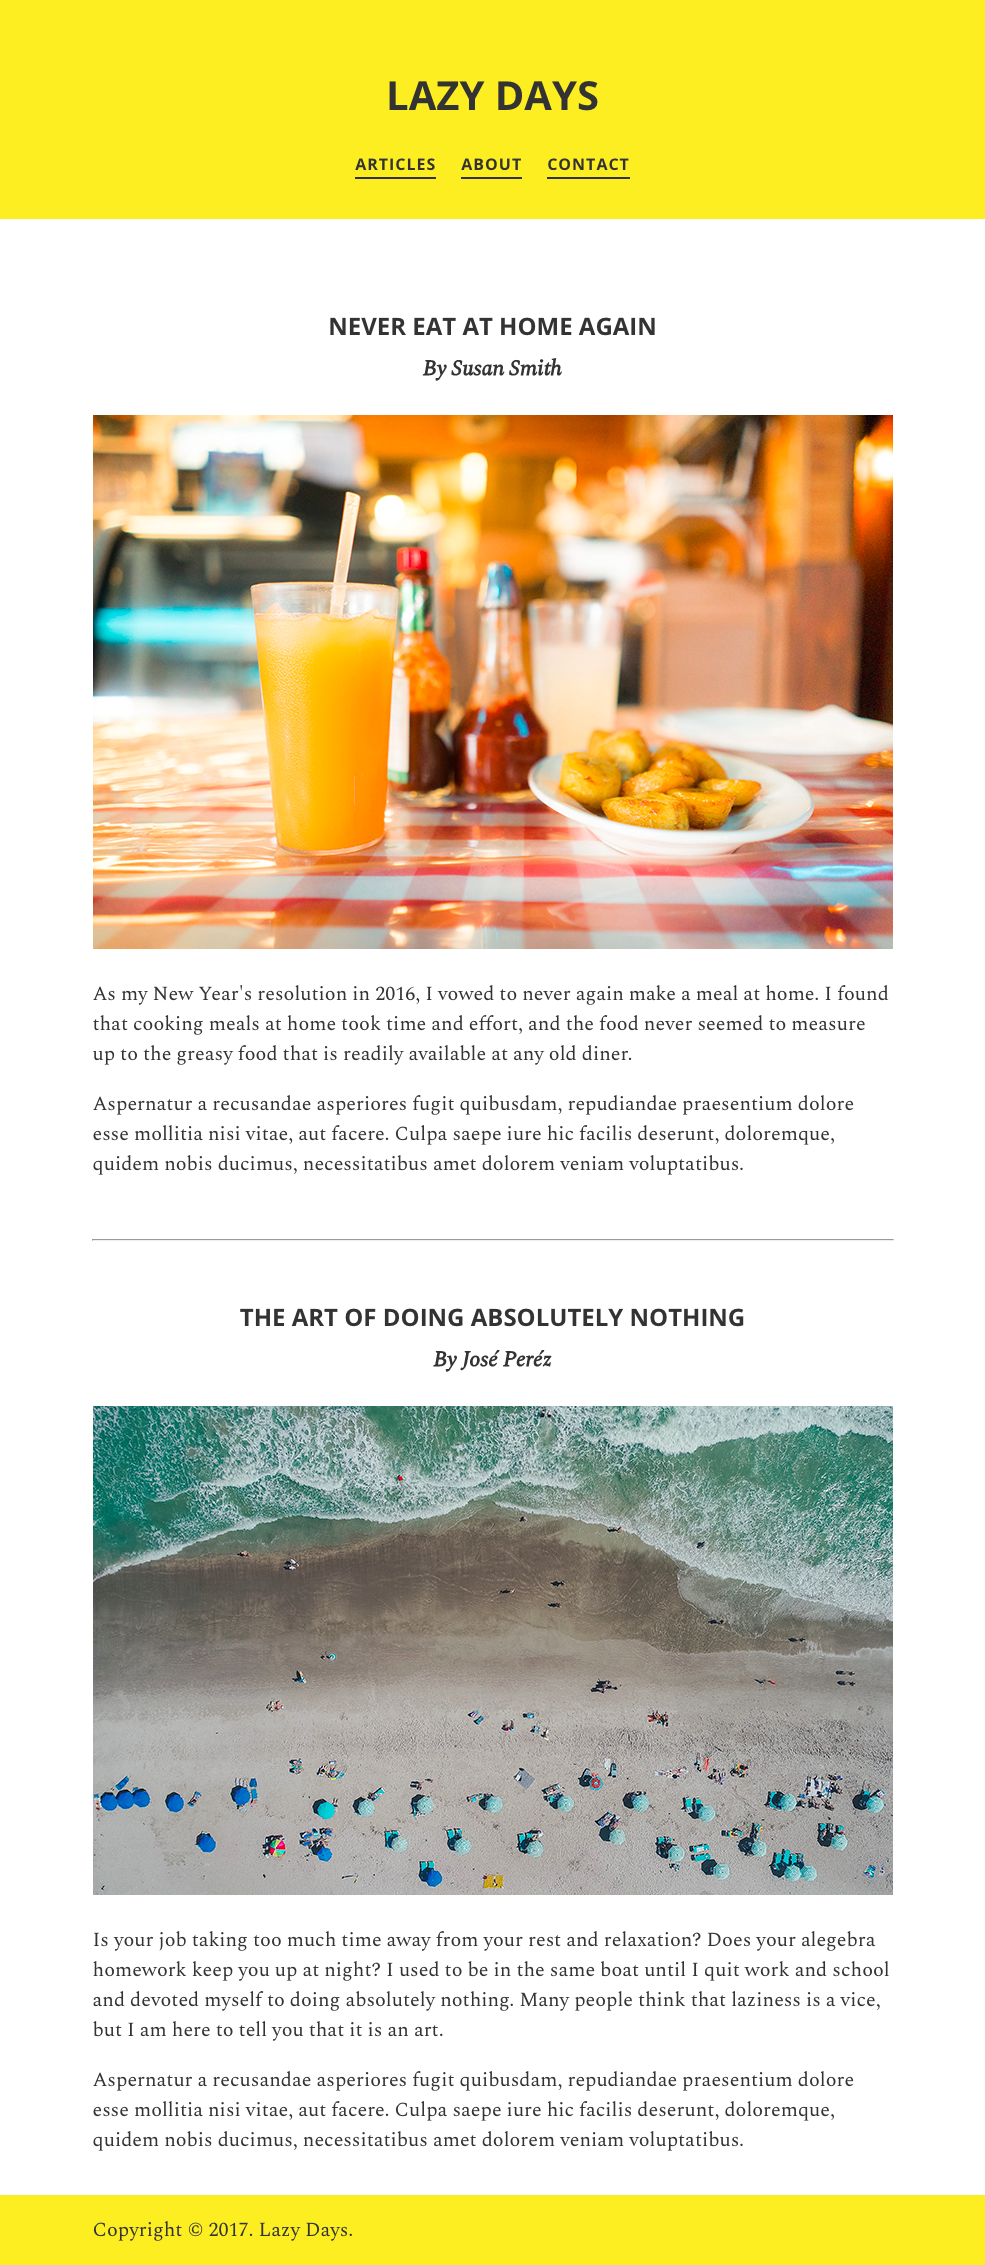 LAZY DAYS
ARTICLES ABOUT CONTACT
NEVER EAT AT HOME AGAIN
By Susan Smith
As my New Year's resolution in 2016, I vowed to never again make a meal at home. I found
that cooking meals at home took time and effort, and the food never seemed to measure
up to the greasy food that is readily available at any old diner.
Aspernatur a recusandae asperiores fugit quibusdam, repudiandae praesentium dolore
esse mollitia nisi vitae, aut facere. Culpa saepe iure hic facilis deserunt, doloremque,
quidem nobis ducimus, necessitatibus amet dolorem veniam voluptatibus.
THE ART OF DOING ABSOLUTELY NOTHING
By José Peréz
Is your job taking too much time away from your rest and relaxation? Does your alegebra
homework keep you up at night? I used to be in the same boat until I quit work and school
and devoted myself to doing absolutely nothing. Many people think that laziness is a vice,
but I am here to tell you that it is an art.
Aspernatur a recusandae asperiores fugit quibusdam, repudiandae praesentium dolore
esse mollitia nisi vitae, aut facere. Culpa saepe iure hic facilis deserunt, doloremque,
quidem nobis ducimus, necessitatibus amet dolorem veniam voluptatibus.
Copyright © 2017. Lazy Days.